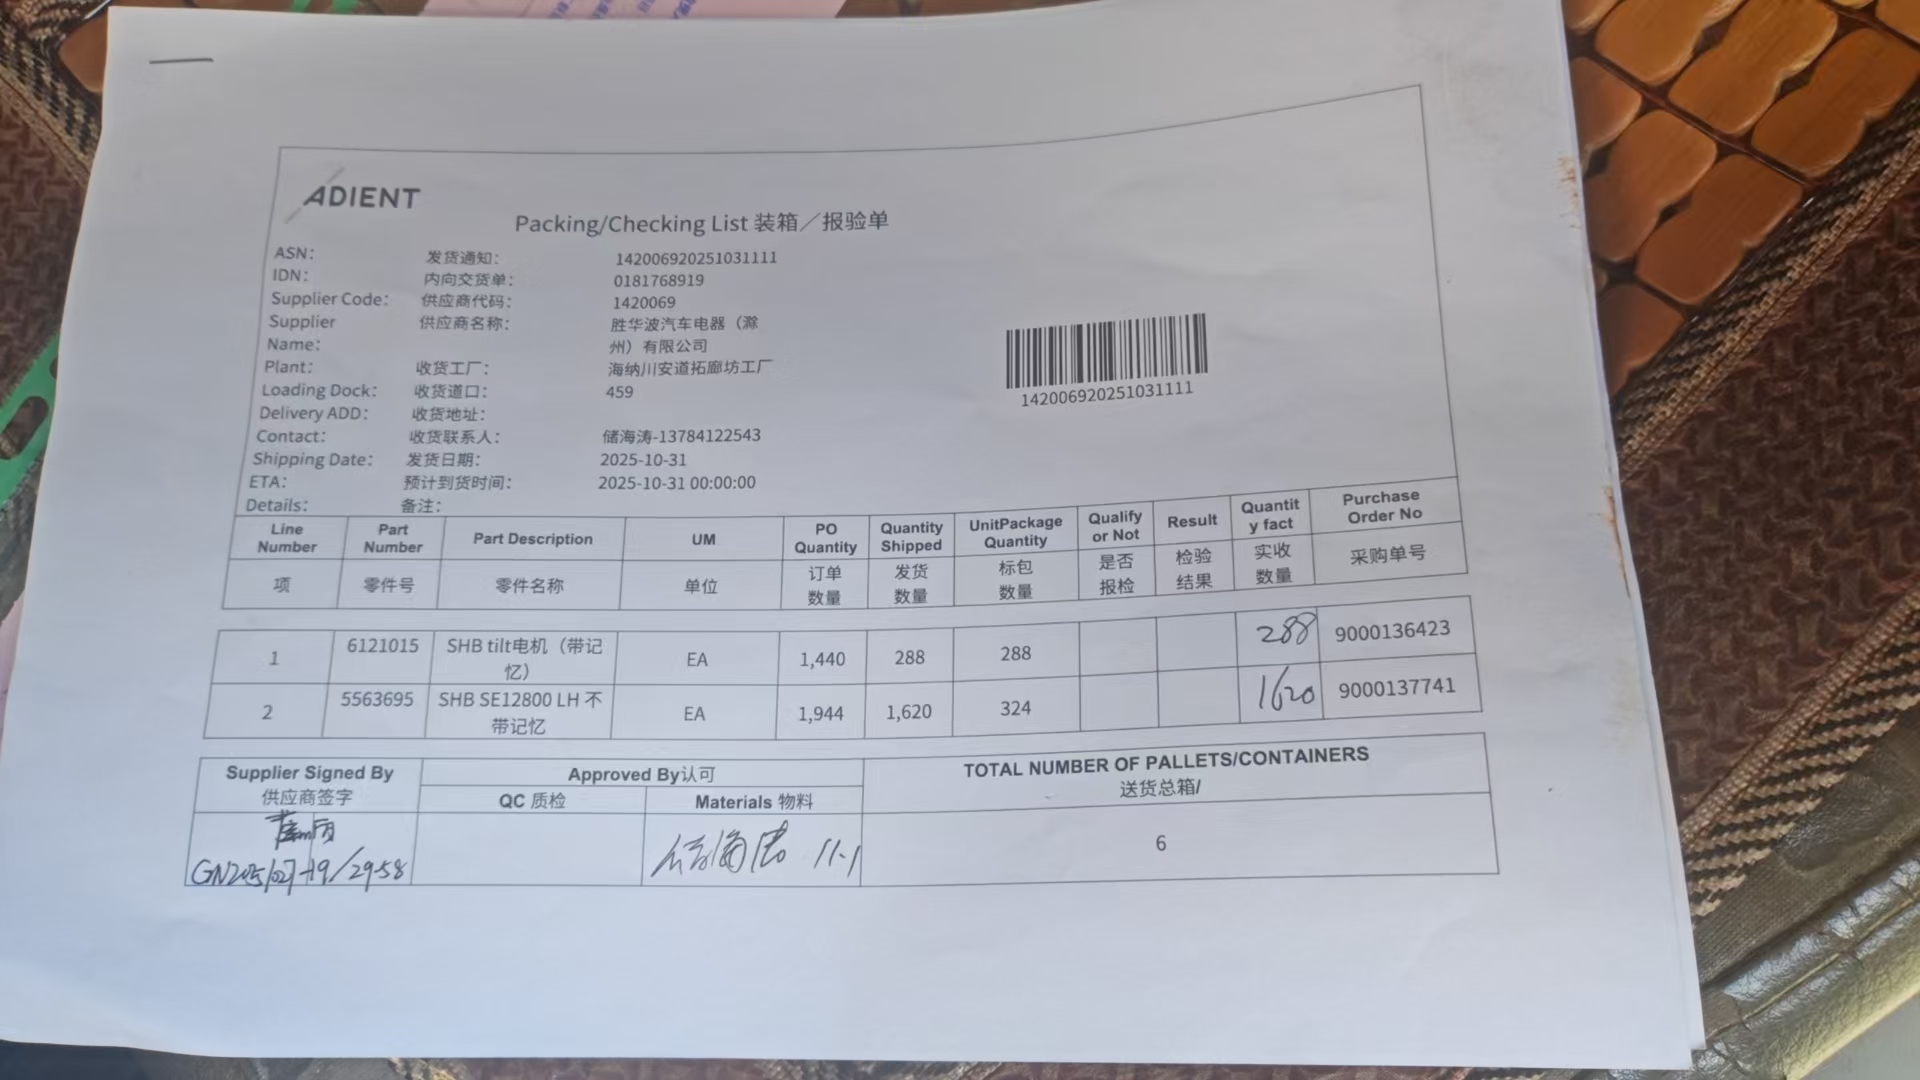 ADIENT
Packing/Checking List 装箱／报验单
ASN: 发货通知: 142006920251031111
IDN: 内向交货单: 0181768919
Supplier Code: 供应商代码: 1420069
Supplier Name: 供应商名称: 胜华波汽车电器（滁
州）有限公司
Plant: 收货工厂: 海纳川安道拓廊坊工厂
Loading Dock: 收货道口: 459
Delivery ADD: 收货地址:
Contact: 收货联系人: 储海涛-13784122543
Shipping Date: 发货日期: 2025-10-31
ETA: 预计到货时间: 2025-10-31 00:00:00
Details: 备注:
142006920251031111
Line Number Part Number Part Description UM PO Quantity Quantity Shipped UnitPackage Quantity Qualify or Not Result Quantity fact Purchase Order No
项 零件号 零件名称 单位 订单数量 发货数量 标包数量 是否报检 检验结果 实收数量 采购单号
1 6121015 SHB tilt电机（带记忆） EA 1,440 288 288 288 9000136423
2 5563695 SHB SE12800 LH 不带记忆 EA 1,944 1,620 324 1620 9000137741
Supplier Signed By Approved By认可 TOTAL NUMBER OF PALLETS/CONTAINERS
供应商签字 QC 质检 Materials 物料 送货总箱/
11.1 6